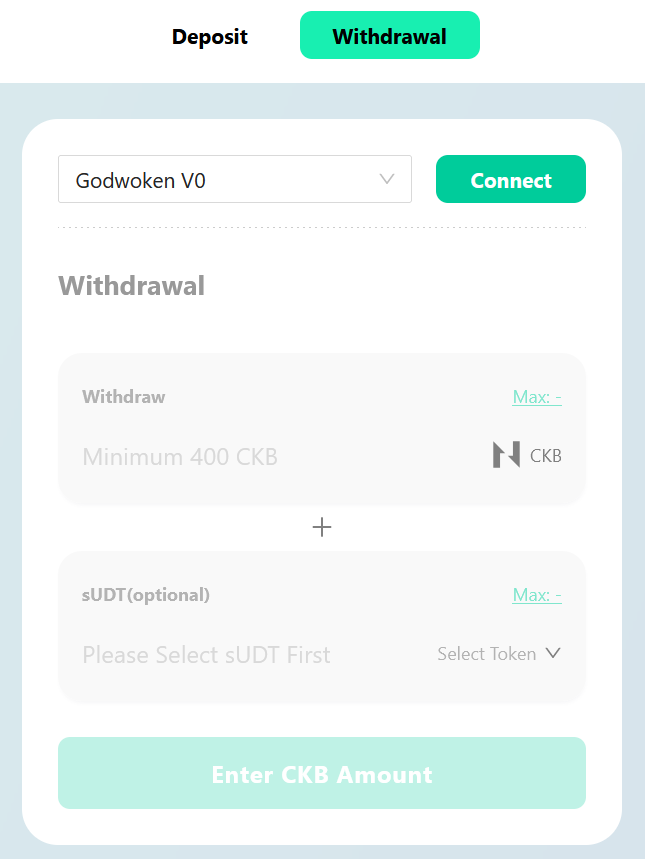 Deposit Withdrawal
Godwoken V0 Connect
Withdrawal
Withdraw Max: -
Minimum 400 CKB CKB
+
sUDT(optional) Max: -
Please Select sUDT First Select Token
Enter CKB Amount